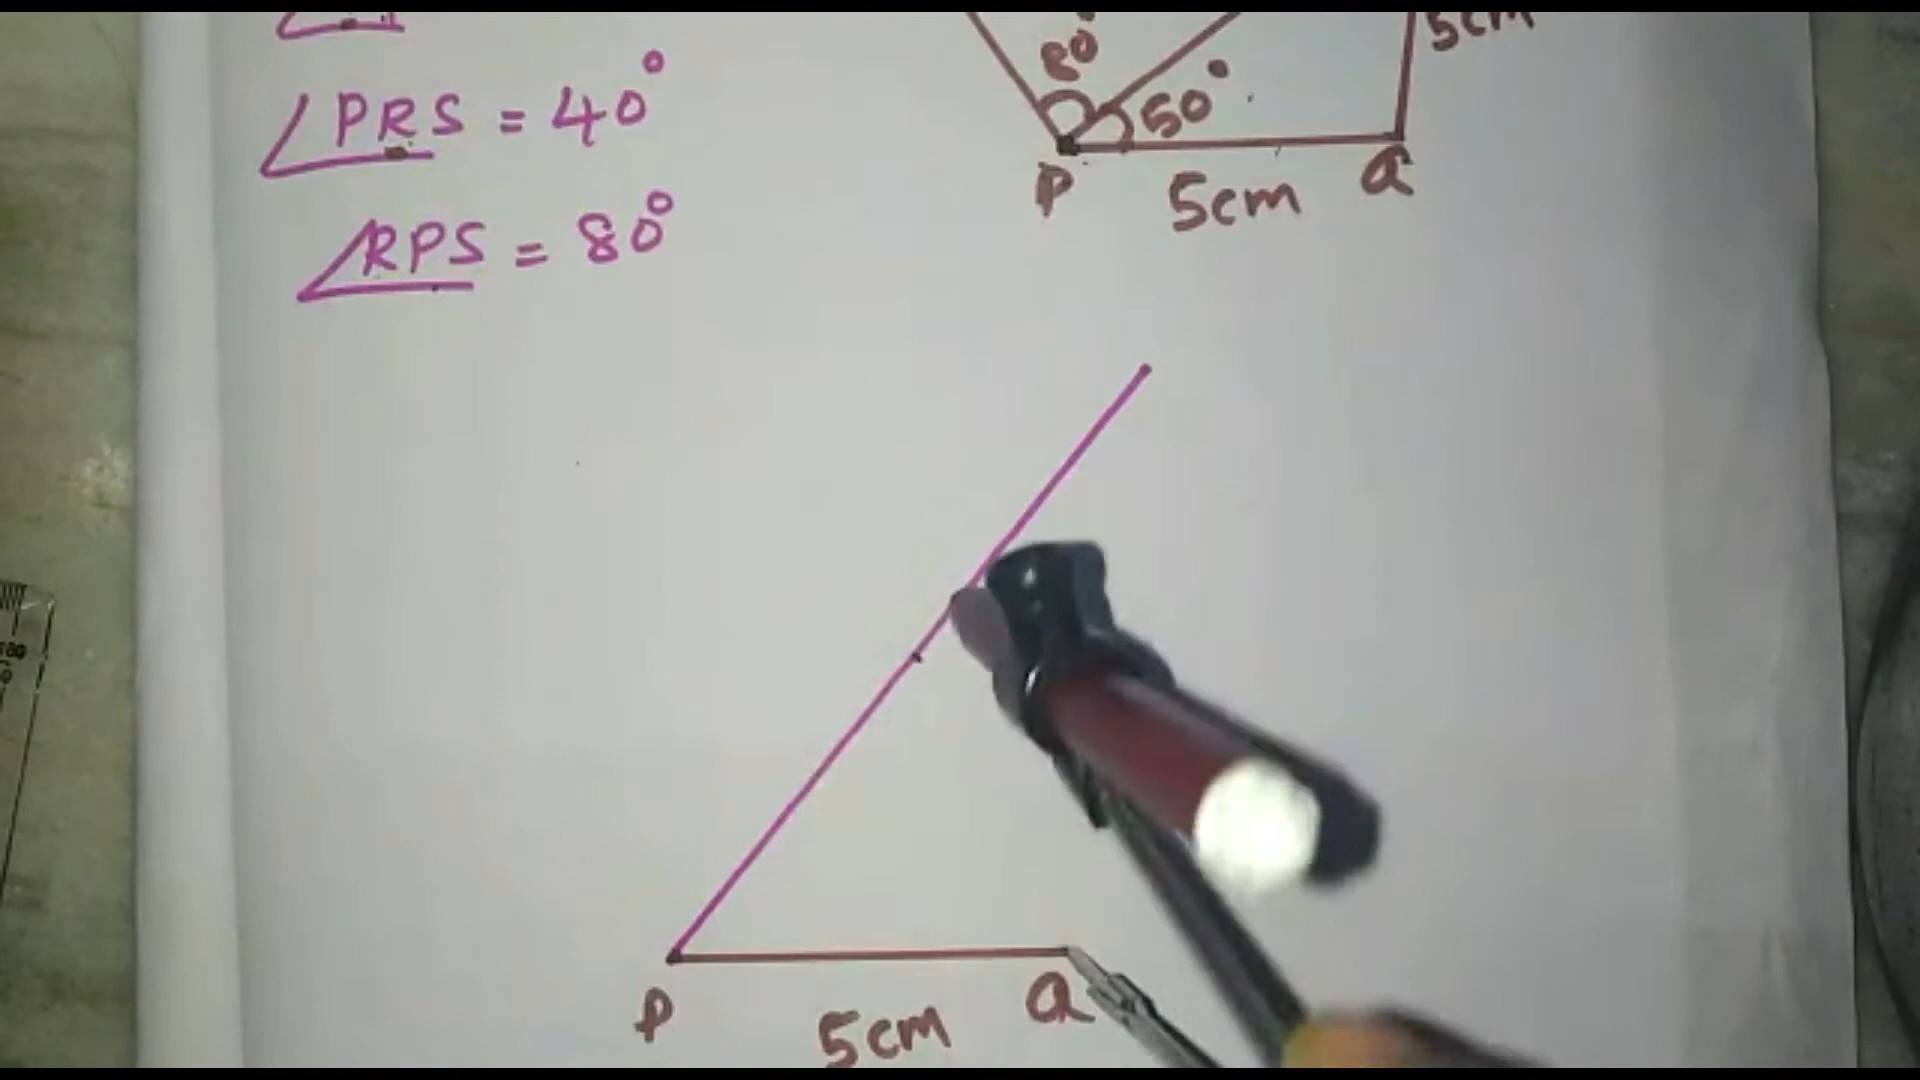 ∠PRS = 40°
∠RPS = 80°
80°
50°
5cm
P
Q
5cm
P
Q
5cm